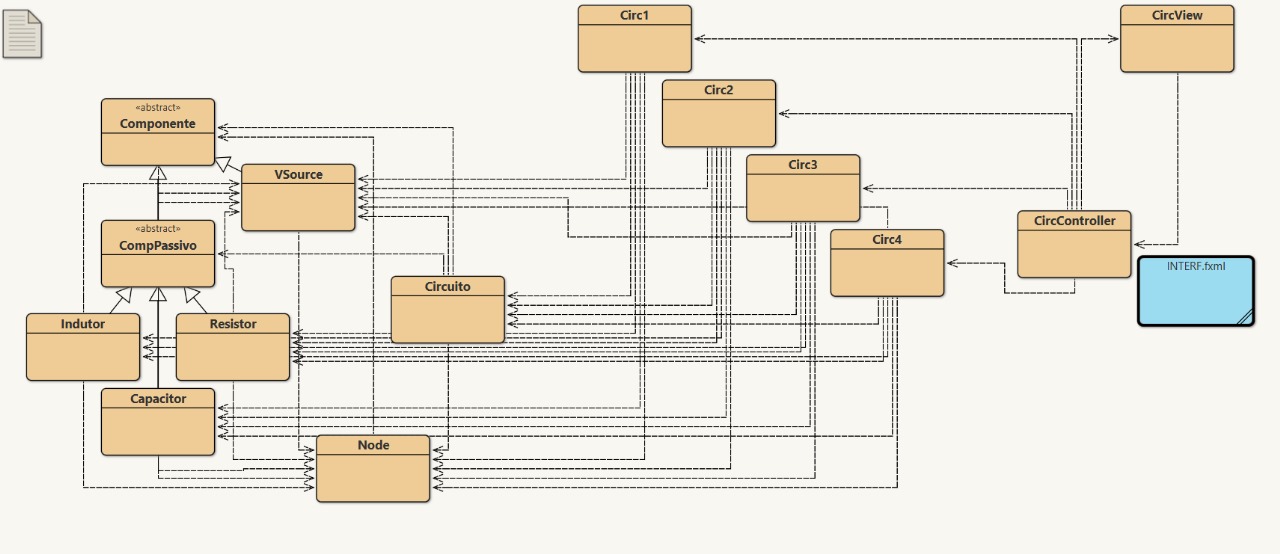 Circ1
CircView
Circ2
«abstract»
Componente
Circ3
VSource
CircController
«abstract»
CompPassivo
Circ4
INTERF.fxml
Circuito
Indutor
Resistor
Capacitor
Node